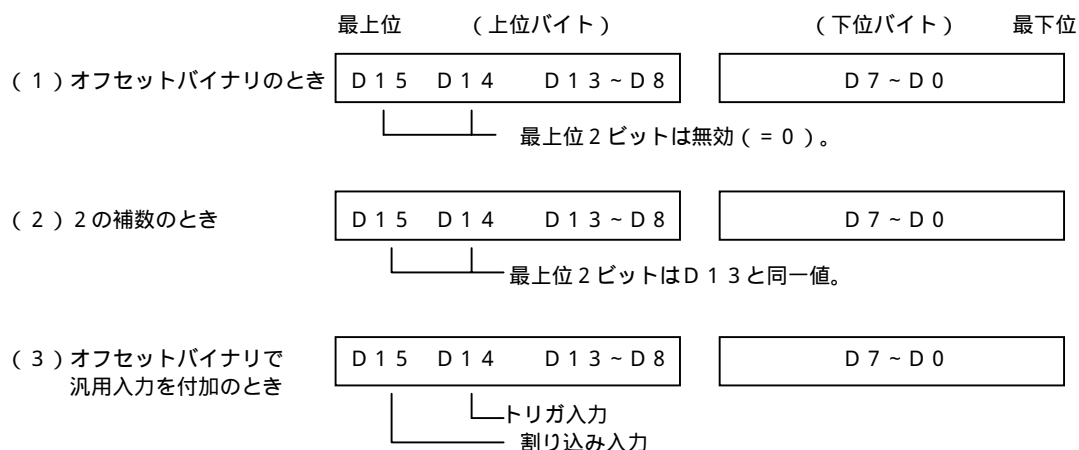 最上位 (上位バイト) (下位バイト) 最下位
(1)オフセットバイナリのとき D15 D14 D13~D8 D7~D0
最上位2ビットは無効(=0)。
(2)2の補数のとき D15 D14 D13~D8 D7~D0
最上位2ビットはD13と同一値。
(3)オフセットバイナリで D15 D14 D13~D8 D7~D0
汎用入力を付加のとき
トリガ入力
割り込み入力